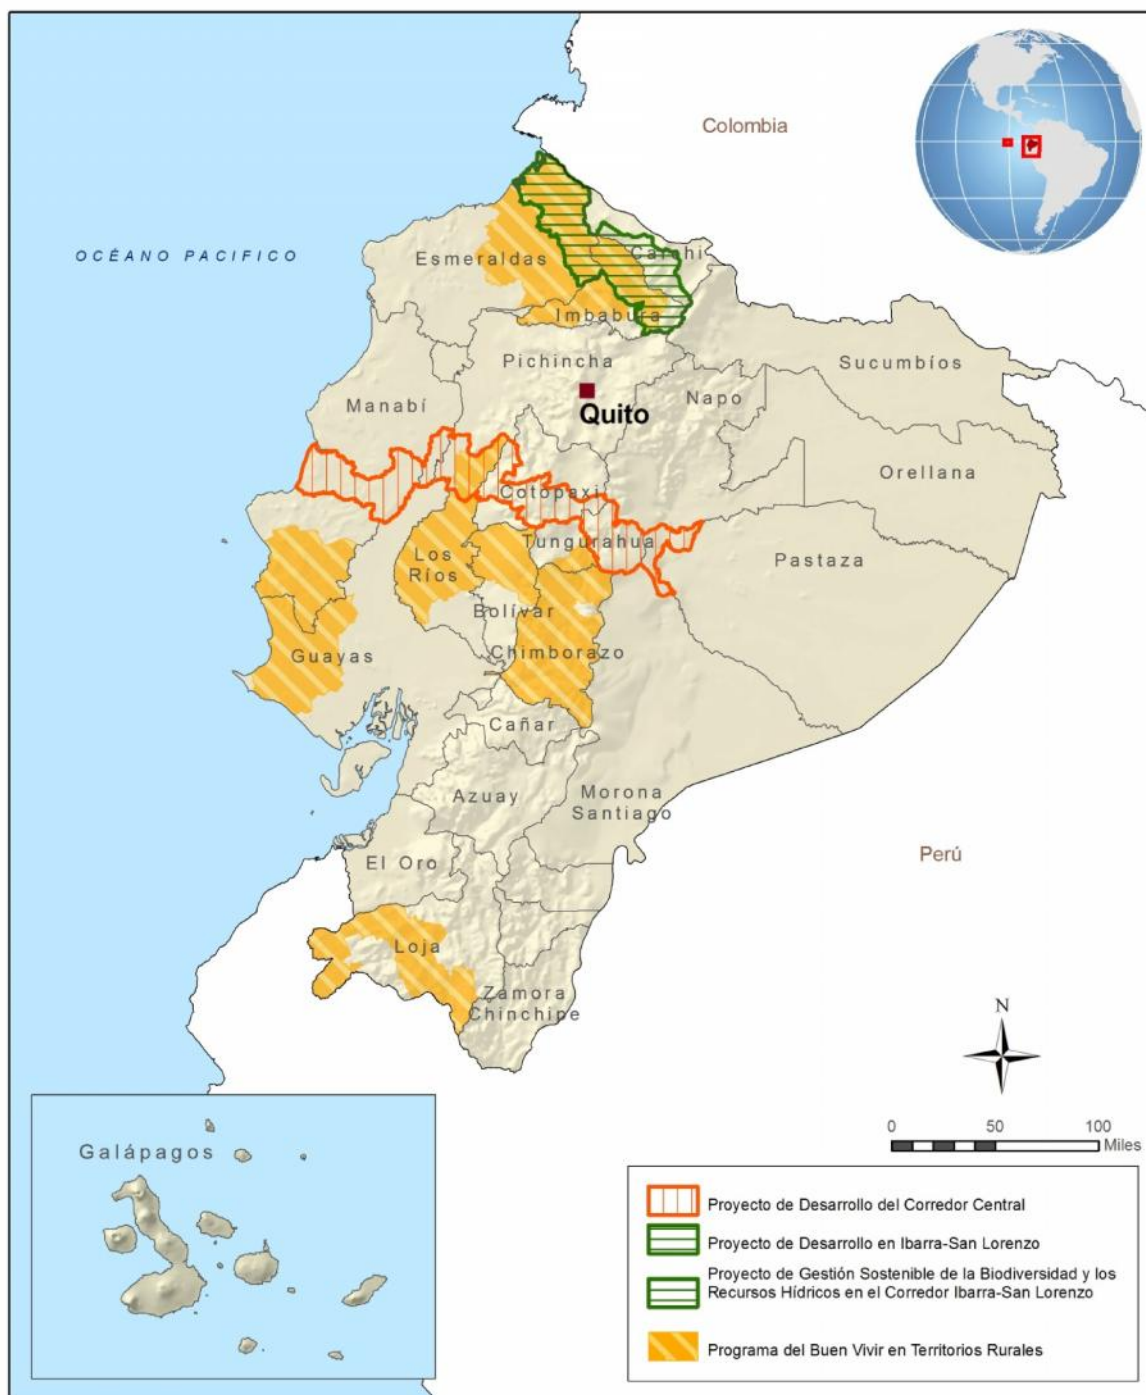 Colombia
OCÉANO PACIFICO
Esmeraldas
Carchi
Imbabura
Pichincha
Sucumbíos
Manabí
Napo
Quito
Orellana
Cotopaxi
Tungurahua
Los
Ríos
Pastaza
Bolívar
Guayas
Chimborazo
Cañar
Azuay
Morona
Santiago
El Oro
Perú
Loja
Zamora
Chinchipe
N
0 50 100
Miles
Galápagos
Proyecto de Desarrollo del Corredor Central
Proyecto de Desarrollo en Ibarra-San Lorenzo
Proyecto de Gestión Sostenible de la Biodiversidad y los
Recursos Hídricos en el Corredor Ibarra-San Lorenzo
Programa del Buen Vivir en Territorios Rurales